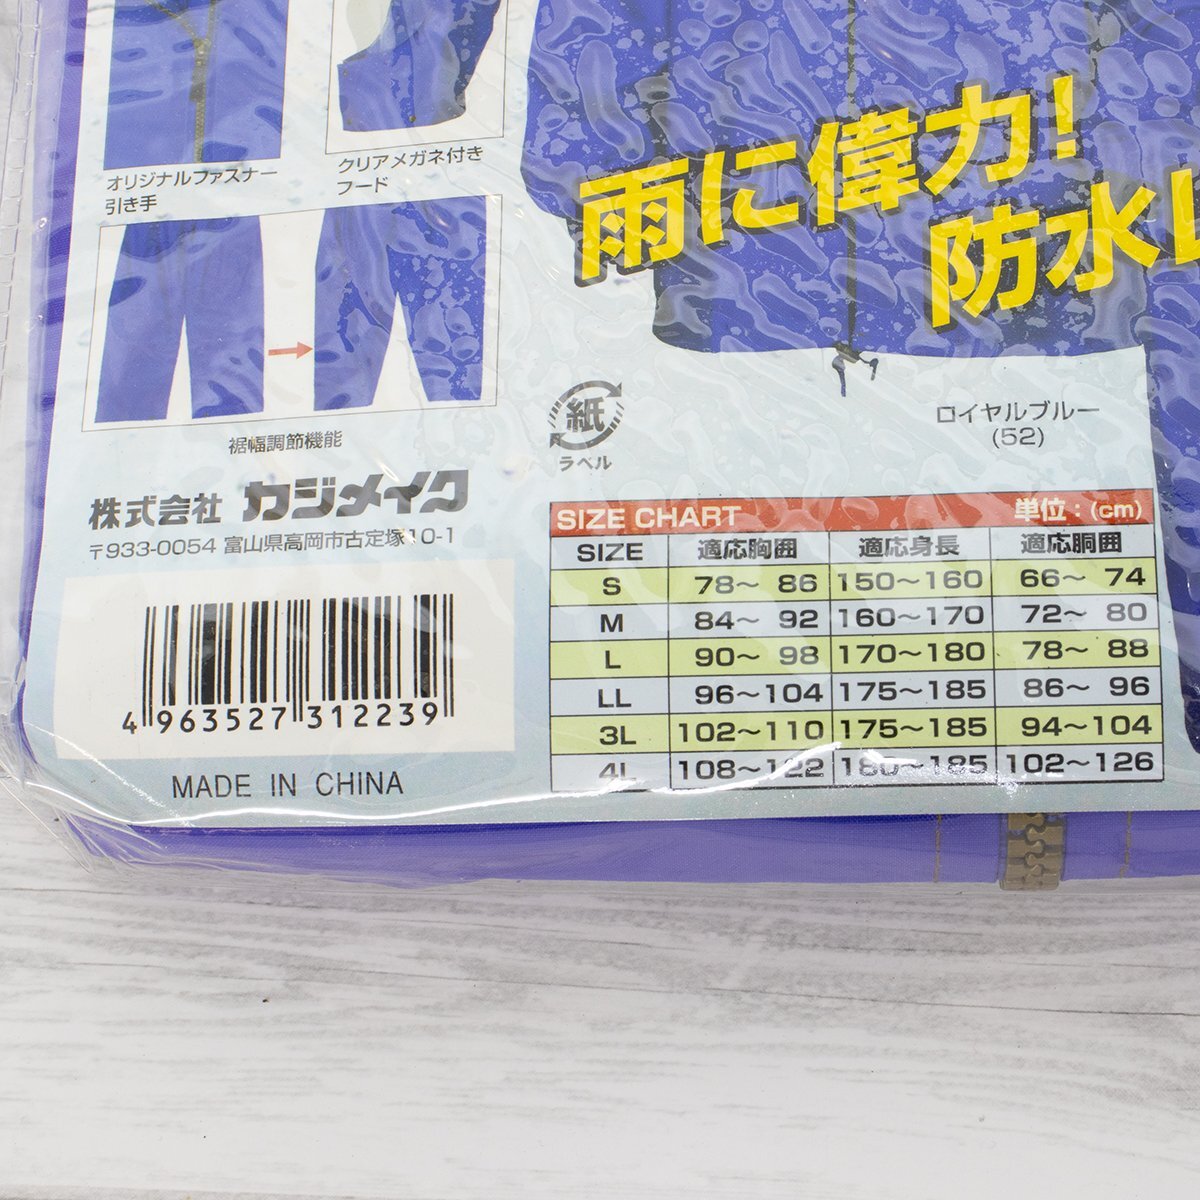 オリジナルファスナー
引き手
クリアメガネ付き
フード
裾幅調節機能
雨に偉力!
防水
紙
ラベル
ロイヤルブルー
(52)
株式会社 カジメイク
〒933-0054 富山県高岡市古定塚10-1
4 963527 312239
MADE IN CHINA
SIZE CHART 単位:(cm)
SIZE 適応胸囲 適応身長 適応胴囲
S 78〜 86 150〜160 66〜 74
M 84〜 92 160〜170 72〜 80
L 90〜 98 170〜180 78〜 88
LL 96〜104 175〜185 86〜 96
3L 102〜110 175〜185 94〜104
4L 108〜122 180〜185 102〜126